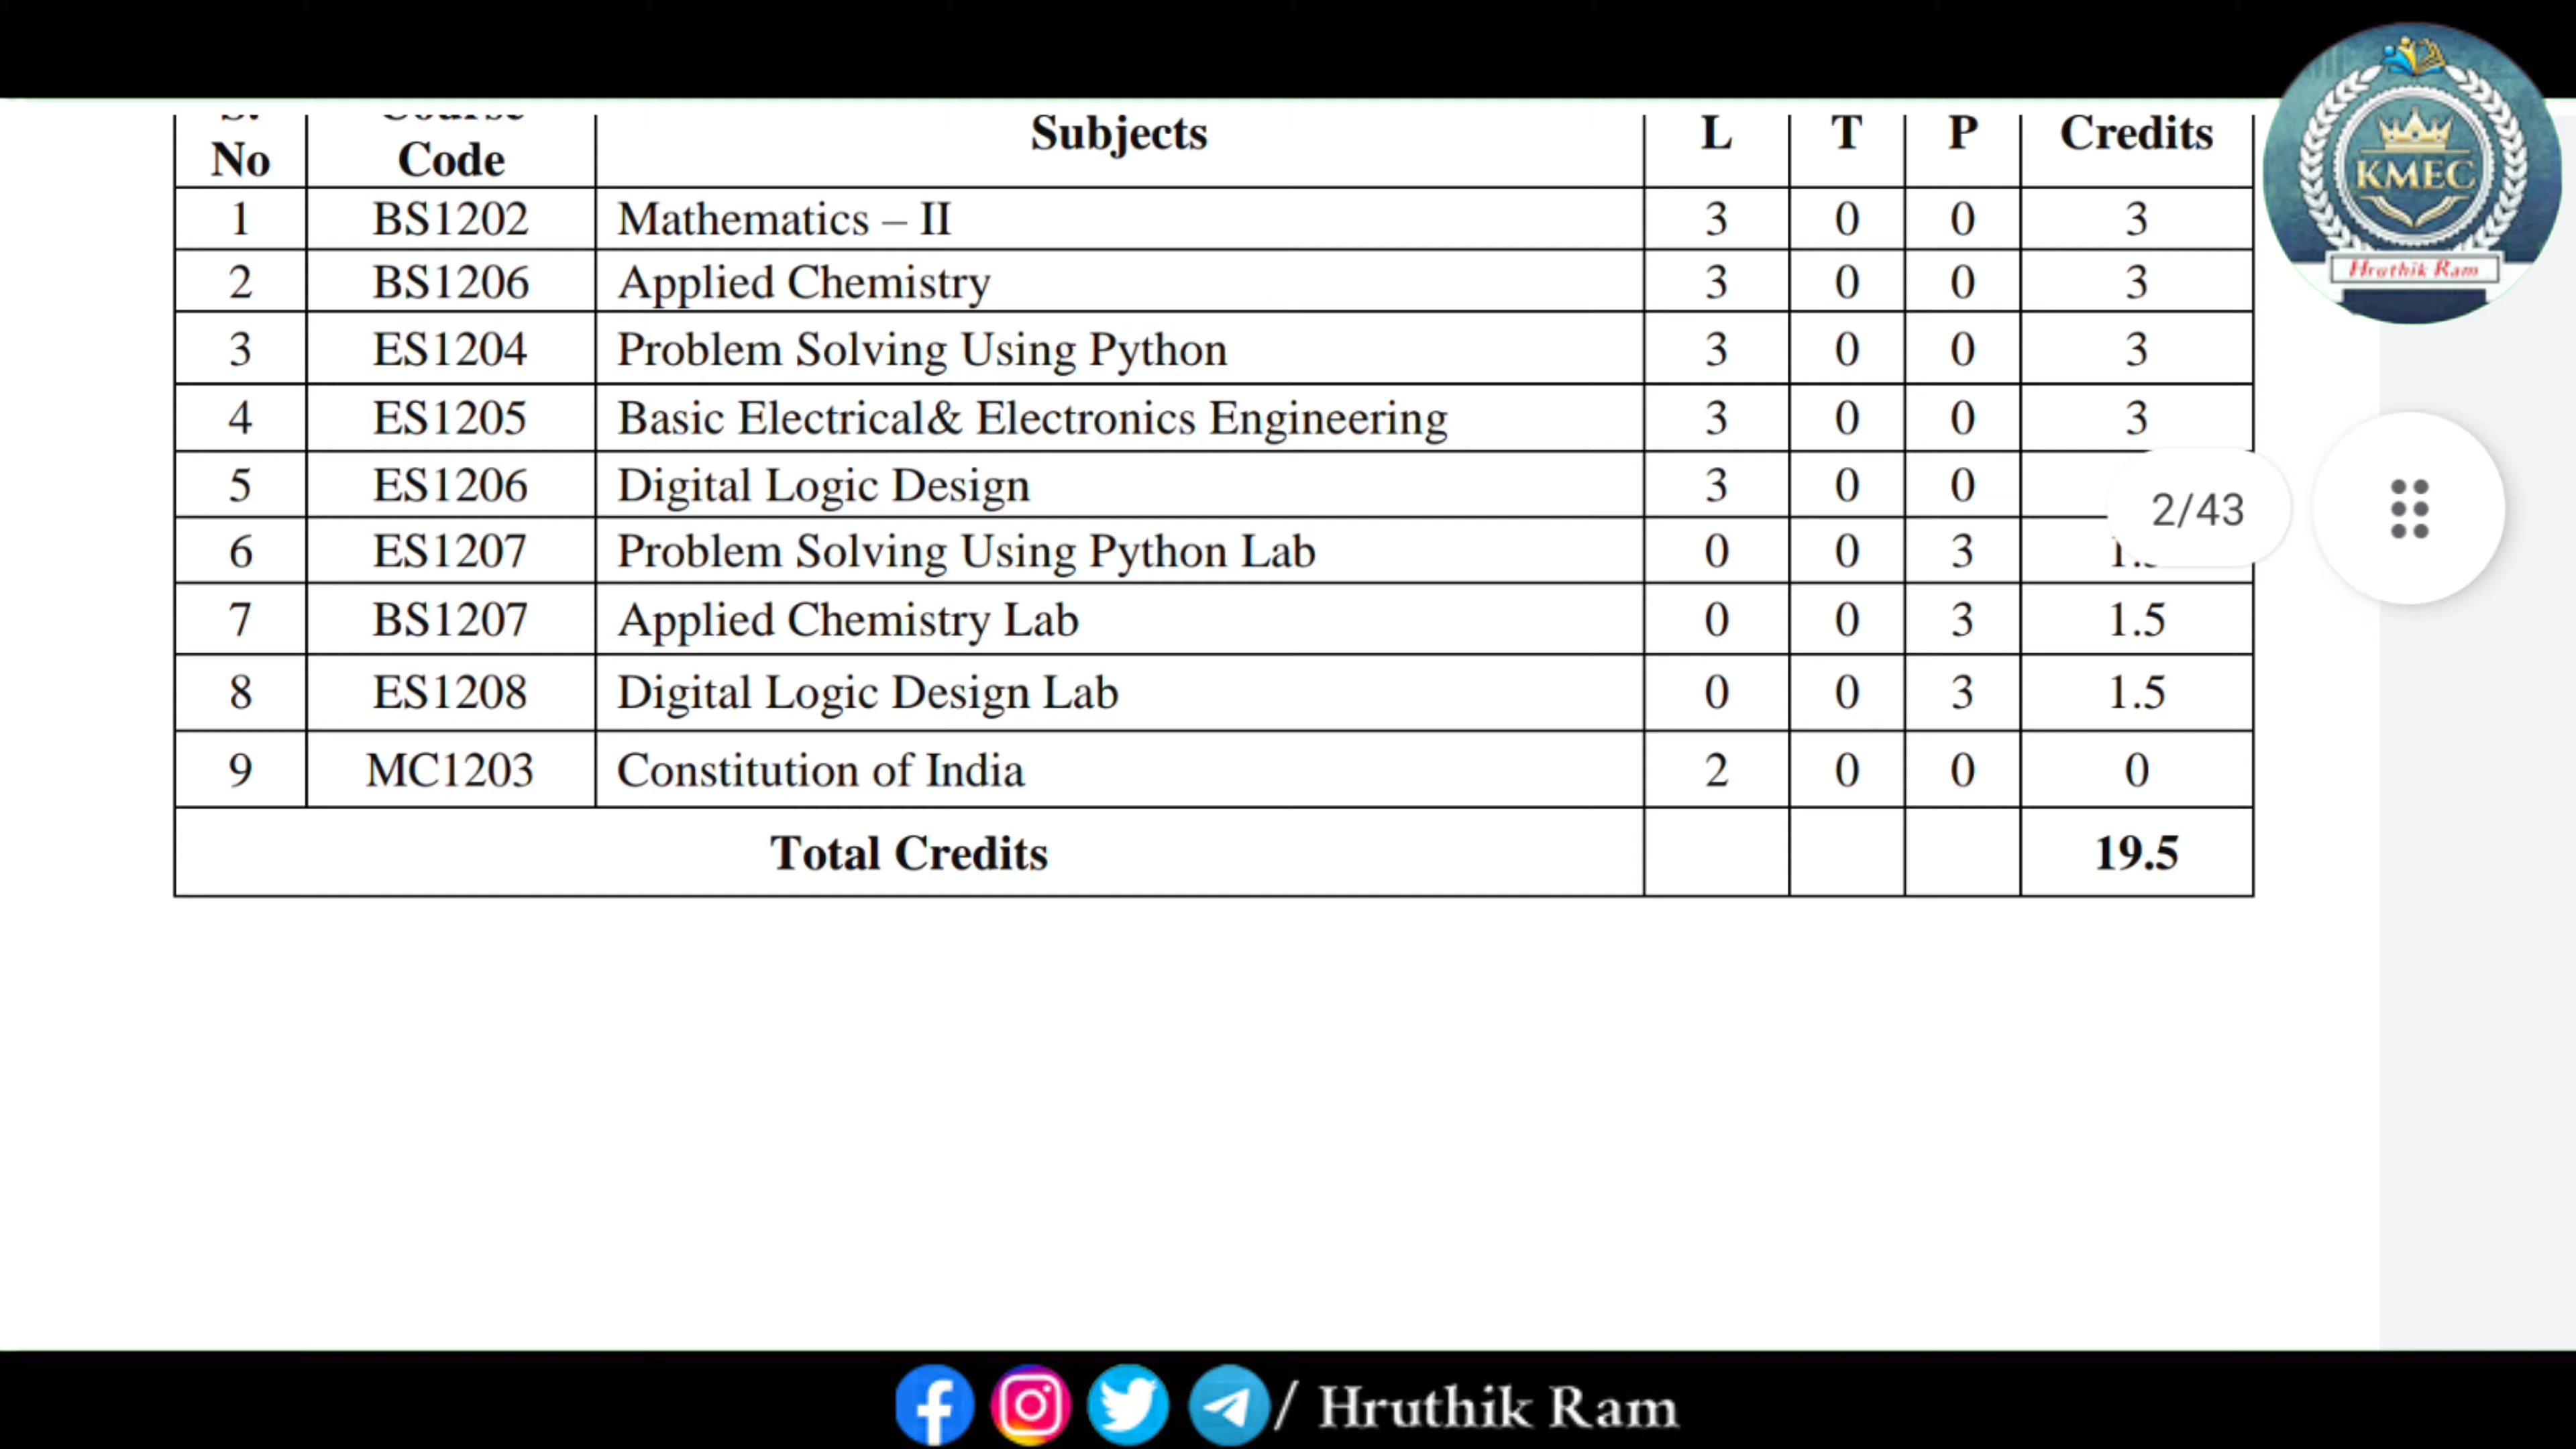 Subjects L T P Credits
No Code
1 BS1202 Mathematics – II 3 0 0 3
2 BS1206 Applied Chemistry 3 0 0 3
3 ES1204 Problem Solving Using Python 3 0 0 3
4 ES1205 Basic Electrical& Electronics Engineering 3 0 0 3
5 ES1206 Digital Logic Design 3 0 0
6 ES1207 Problem Solving Using Python Lab 0 0 3
7 BS1207 Applied Chemistry Lab 0 0 3 1.5
8 ES1208 Digital Logic Design Lab 0 0 3 1.5
9 MC1203 Constitution of India 2 0 0 0
Total Credits 19.5
KMEC
Hruthik Ram
2/43
/ Hruthik Ram